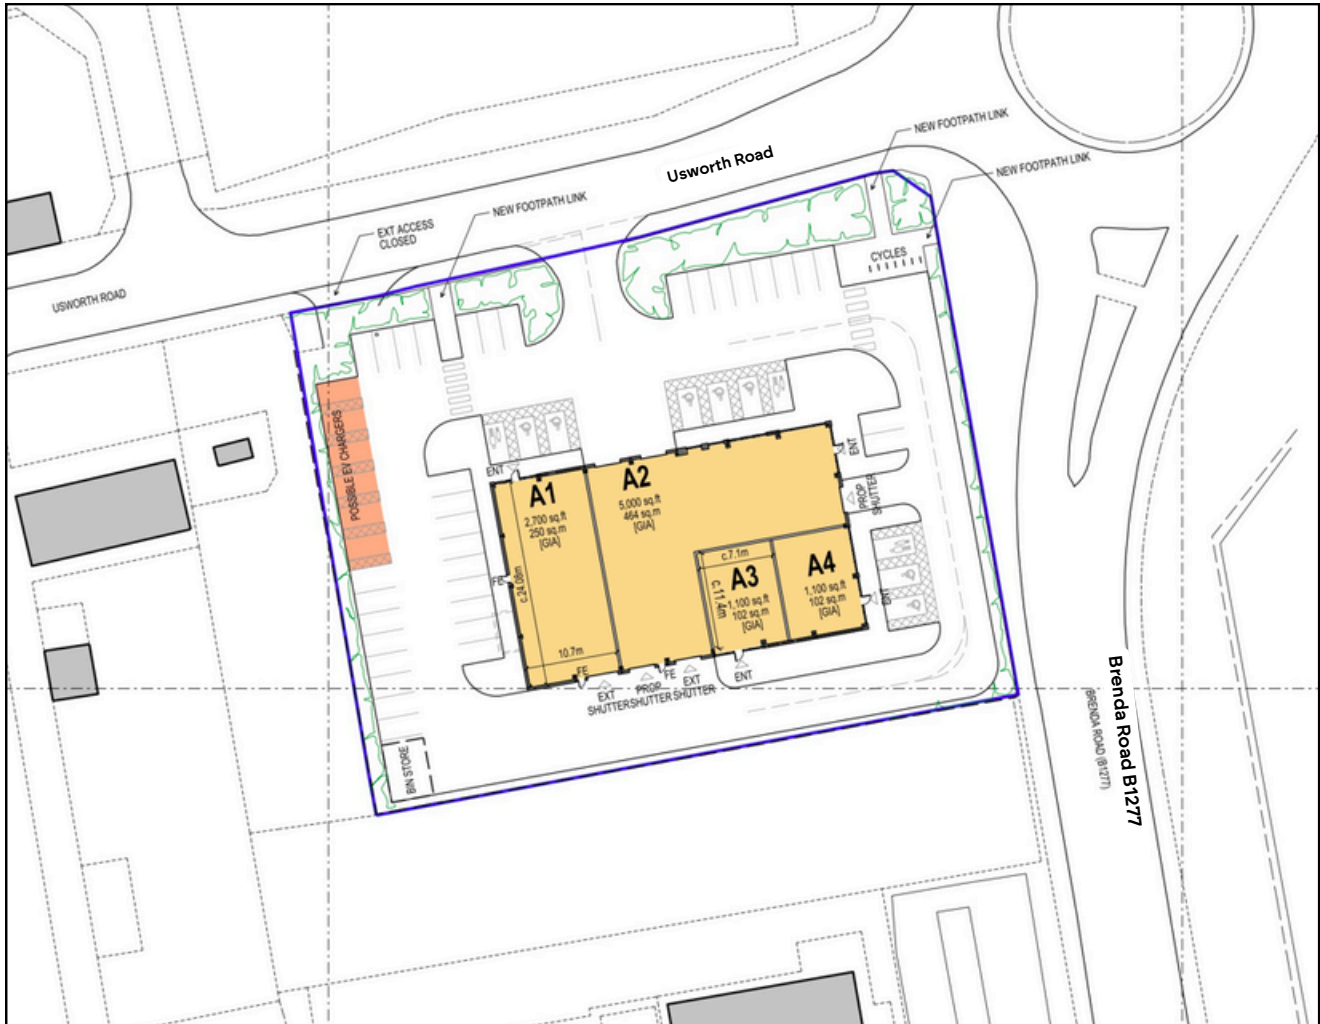 Usworth Road
NEW FOOTPATH LINK
NEW FOOTPATH LINK
NEW FOOTPATH LINK
EXT ACCESS
CLOSED
USWORTH ROAD
CYCLES
POSSIBLE EV CHARGERS
ENT
A1
2,700 sq.ft
250 sq.m
[GIA]
c.24.08m
10.7m
FE
FE
A2
5,000 sq.ft
464 sq.m
[GIA]
ENT
PROP
SHUTTER
c.7.1m
c.11.4m
A3
1,100 sq.ft
102 sq.m
[GIA]
A4
1,100 sq.ft
102 sq.m
[GIA]
ENT
EXT
SHUTTER
PROP
SHUTTER
FE
EXT
SHUTTER
ENT
BIN STORE
Brenda Road B1277
BRENDA ROAD (B1277)